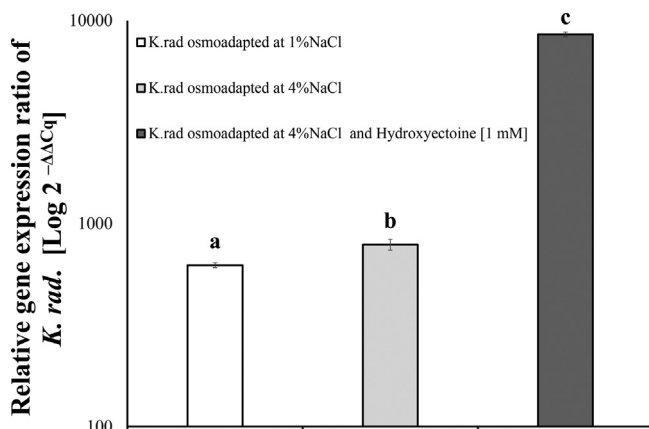 Relative gene expression ratio of
K. rad. [Log 2 −ΔΔCq]
10000
1000
100
K.rad osmoadapted at 1%NaCl
K.rad osmoadapted at 4%NaCl
K.rad osmoadapted at 4%NaCl and Hydroxyectoine [1 mM]
a
b
c